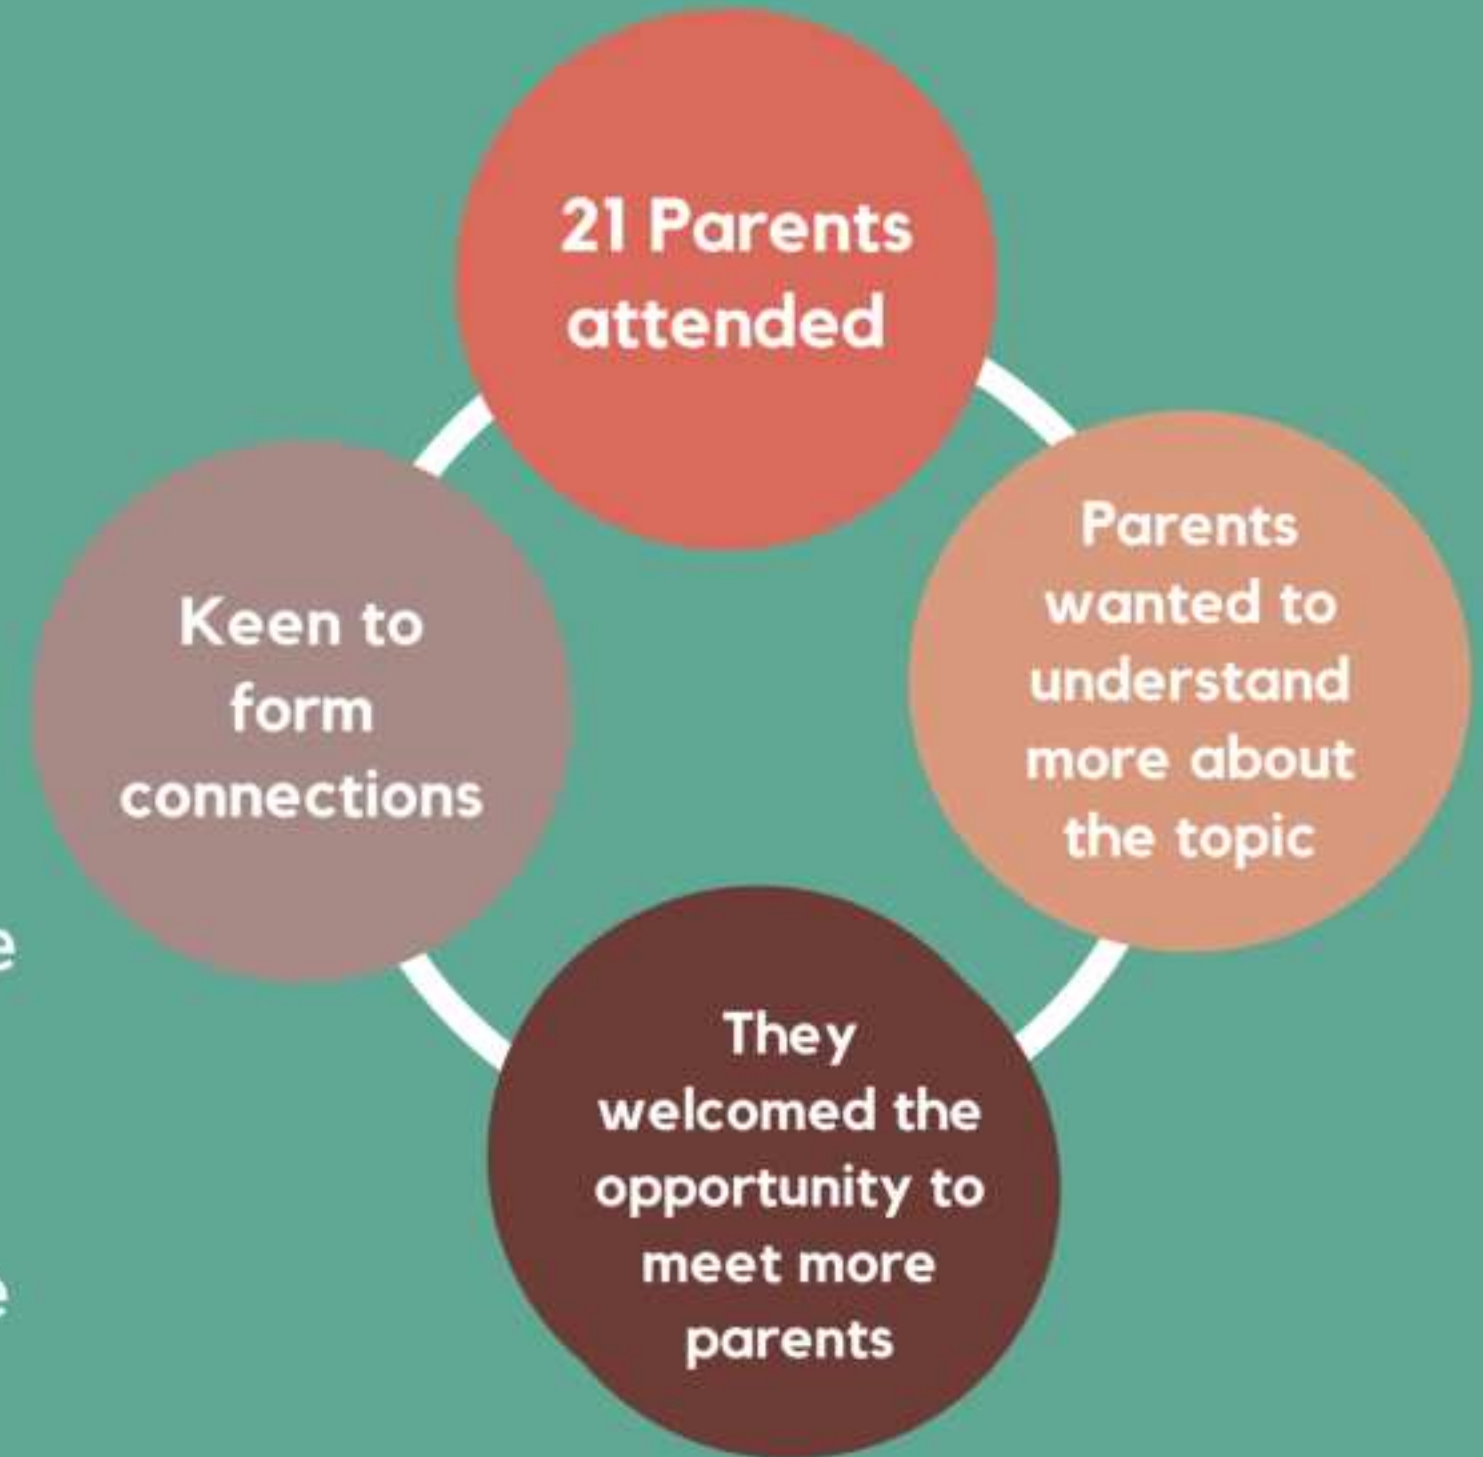 21 Parents
attended
Parents
wanted to
understand
more about
the topic
Keen to
form
connections
They
welcomed the
opportunity to
meet more
parents
e
e